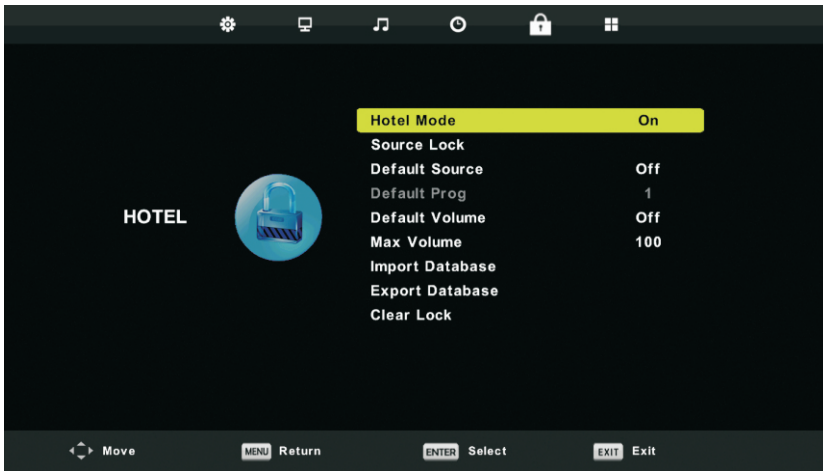 Hotel Mode On
Source Lock
Default Source Off
Default Prog 1
HOTEL
Default Volume Off
Max Volume 100
Import Database
Export Database
Clear Lock
Move MENU Return ENTER Select EXIT Exit